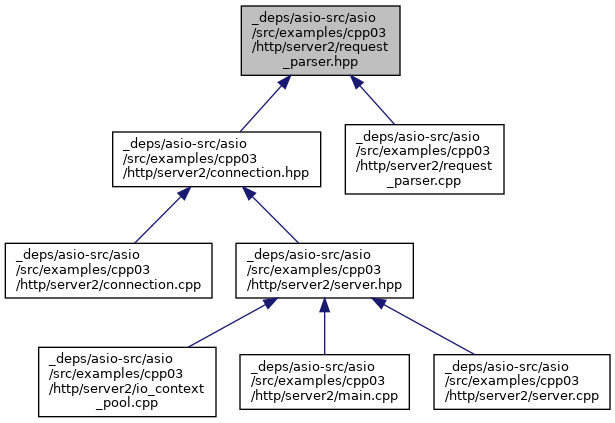 _deps/asio-src/asio
/src/examples/cpp03
/http/server2/request
_parser.hpp
_deps/asio-src/asio
/src/examples/cpp03
/http/server2/connection.hpp
_deps/asio-src/asio
/src/examples/cpp03
/http/server2/request
_parser.cpp
_deps/asio-src/asio
/src/examples/cpp03
/http/server2/connection.cpp
_deps/asio-src/asio
/src/examples/cpp03
/http/server2/server.hpp
_deps/asio-src/asio
/src/examples/cpp03
/http/server2/io_context
_pool.cpp
_deps/asio-src/asio
/src/examples/cpp03
/http/server2/main.cpp
_deps/asio-src/asio
/src/examples/cpp03
/http/server2/server.cpp